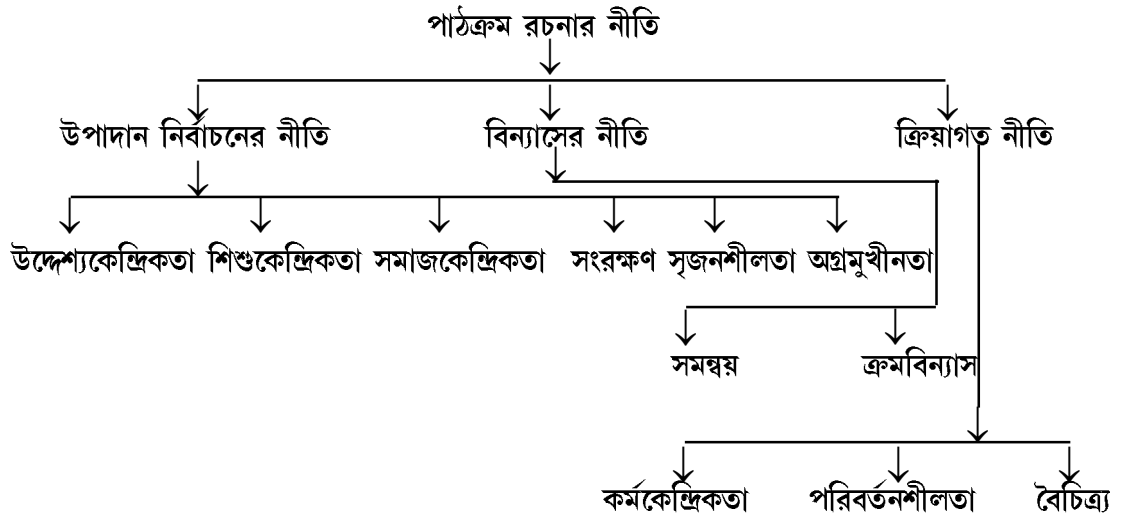 পাঠক্রম রচনার নীতি
উপাদান নির্বাচনের নীতি বিন্যাসের নীতি ক্রিয়াগত নীতি
উদ্দেশ্যকেন্দ্রিকতা শিশুকেন্দ্রিকতা সমাজকেন্দ্রিকতা সংরক্ষণ সৃজনশীলতা অগ্রমুখীনতা
সমন্বয় ক্রমবিন্যাস
কর্মকেন্দ্রিকতা পরিবর্তনশীলতা বৈচিত্র্য